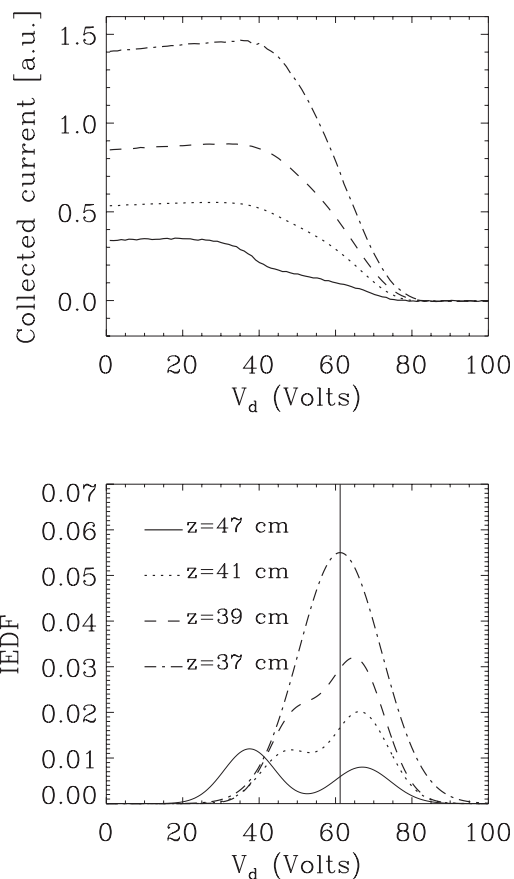 Collected current [a.u.]
1.5
1.0
0.5
0.0
0 20 40 60 80 100
V_d (Volts)
IEDF
0.07
0.06
0.05
0.04
0.03
0.02
0.01
0.00
z=47 cm
z=41 cm
z=39 cm
z=37 cm
0 20 40 60 80 100
V_d (Volts)